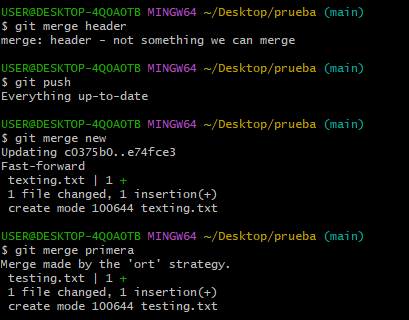 USER@DESKTOP-4QOAOTB MINGW64 ~/Desktop/prueba (main)
$ git merge header
merge: header - not something we can merge
USER@DESKTOP-4QOAOTB MINGW64 ~/Desktop/prueba (main)
$ git push
Everything up-to-date
USER@DESKTOP-4QOAOTB MINGW64 ~/Desktop/prueba (main)
$ git merge new
Updating c0375b0..e74fce3
Fast-forward
texting.txt | 1 +
1 file changed, 1 insertion(+)
create mode 100644 texting.txt
USER@DESKTOP-4QOAOTB MINGW64 ~/Desktop/prueba (main)
$ git merge primera
Merge made by the 'ort' strategy.
testing.txt | 1 +
1 file changed, 1 insertion(+)
create mode 100644 testing.txt